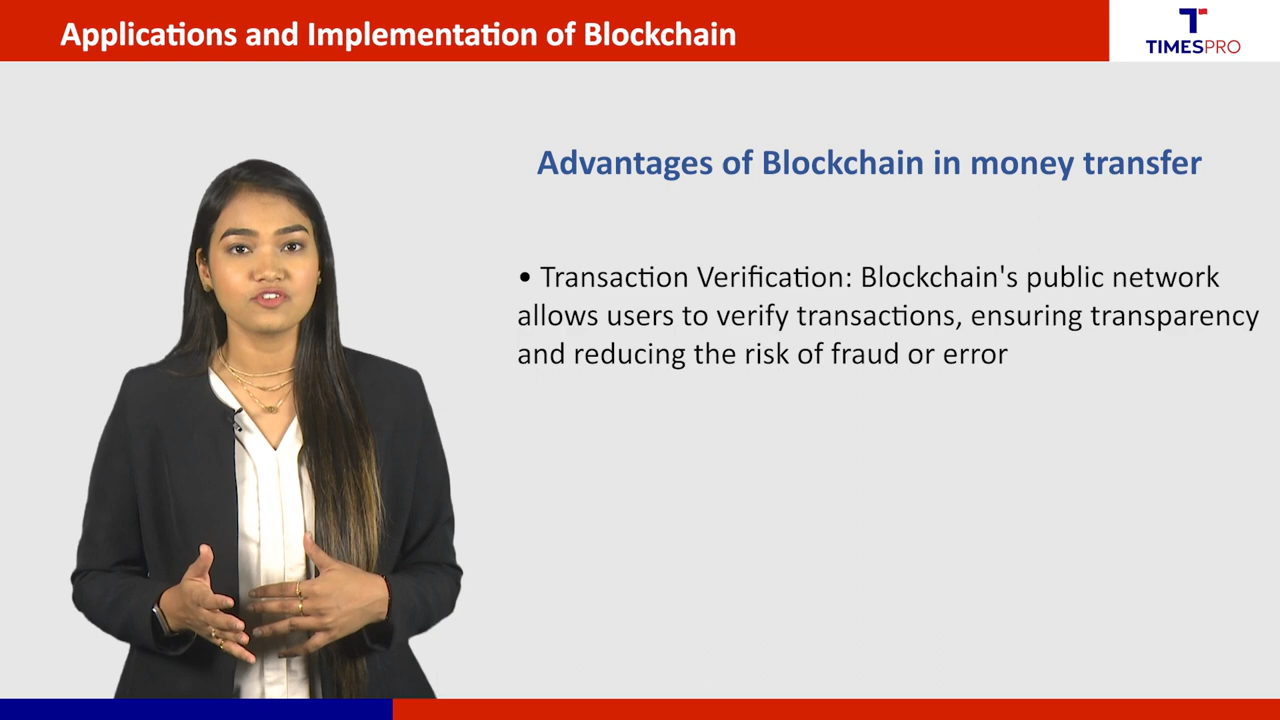 Applications and Implementation of Blockchain
TIMESPRO
Advantages of Blockchain in money transfer
• Transaction Verification: Blockchain's public network
allows users to verify transactions, ensuring transparency
and reducing the risk of fraud or error